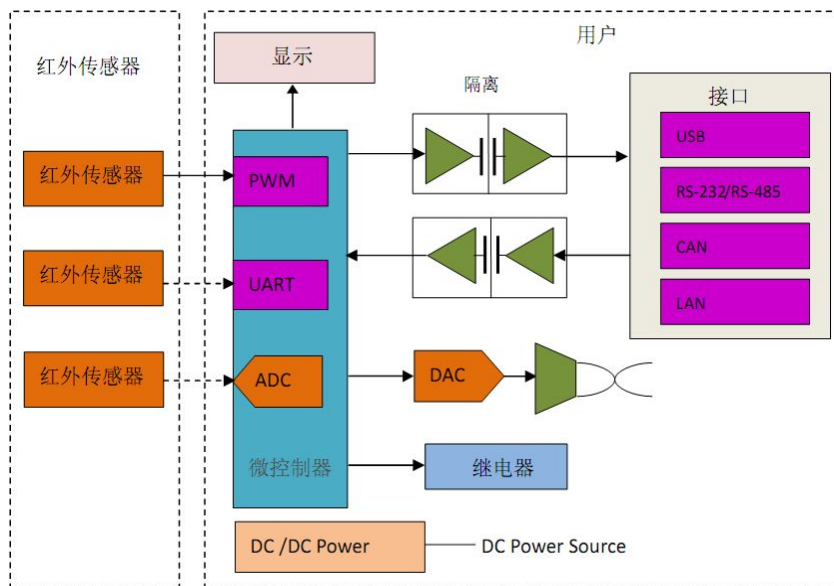 红外传感器
红外传感器
红外传感器
红外传感器
用户
显示
隔离
接口
USB
RS-232/RS-485
CAN
LAN
PWM
UART
ADC
微控制器
DAC
继电器
DC /DC Power
DC Power Source